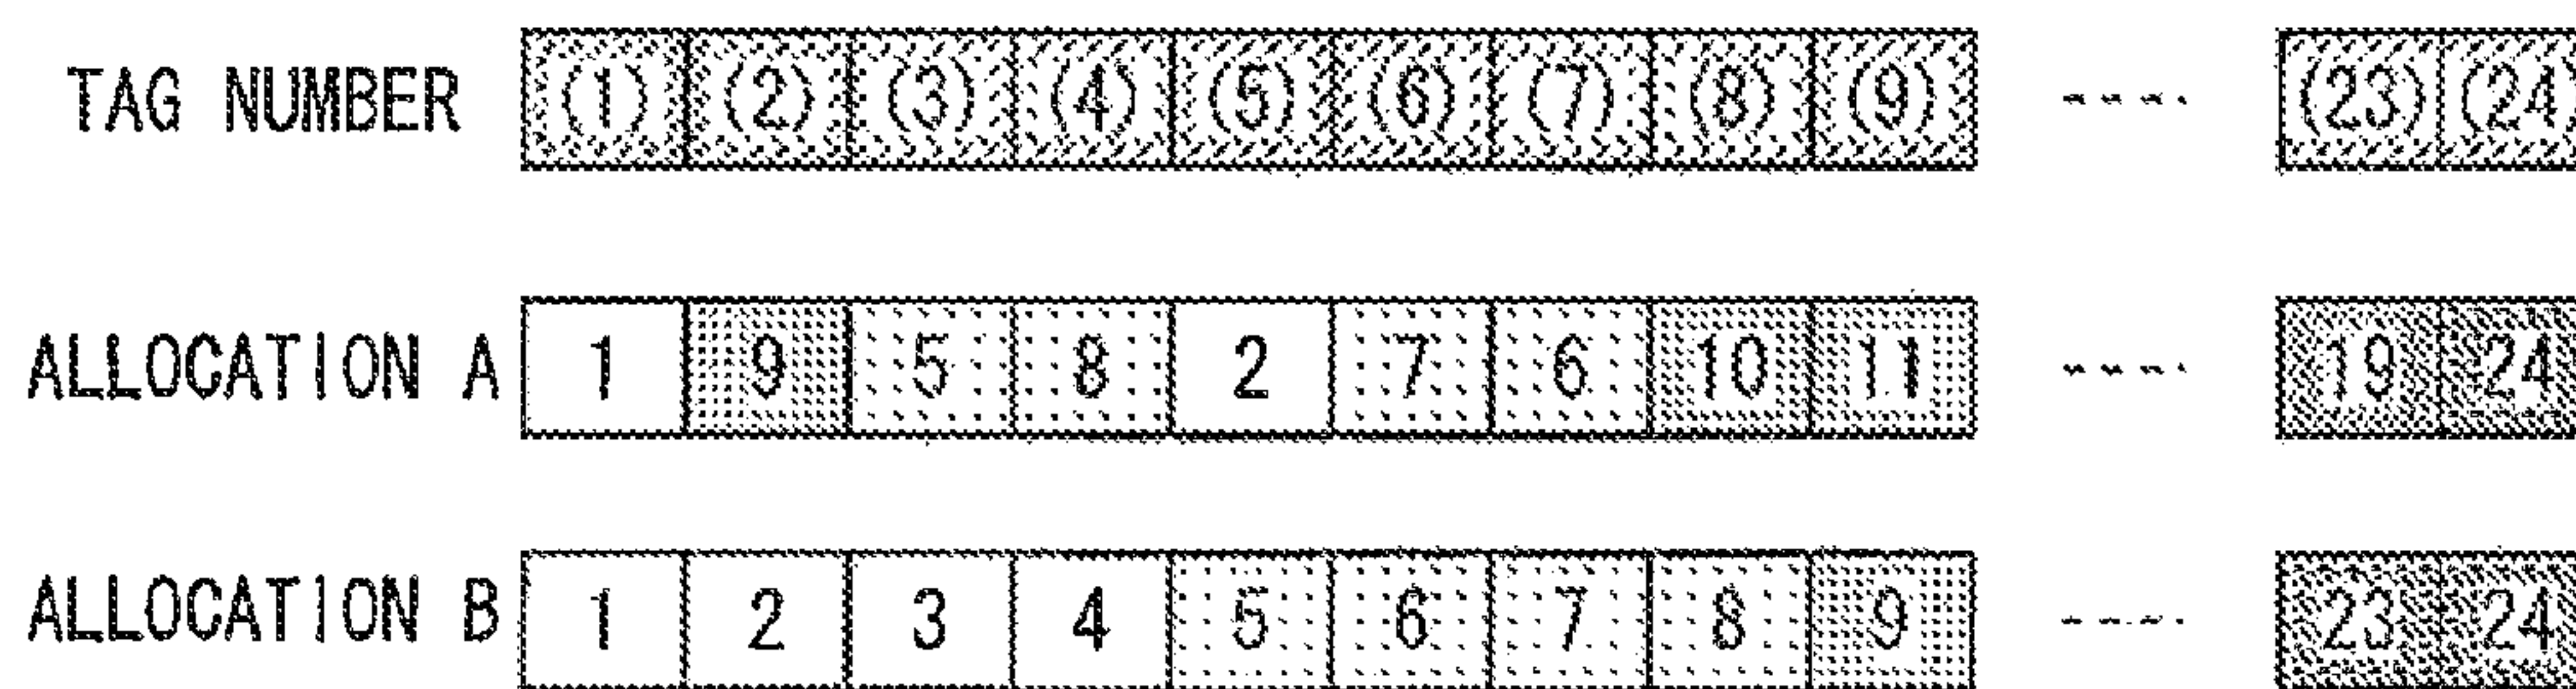 TAG NUMBER (1) (2) (3) (4) (5) (6) (7) (8) (9) ---- (23) (24
ALLOCATION A 1 9 5 8 2 7 6 10 11 ---- 19 24
ALLOCATION B 1 2 3 4 5 6 7 8 9 ---- 23 24